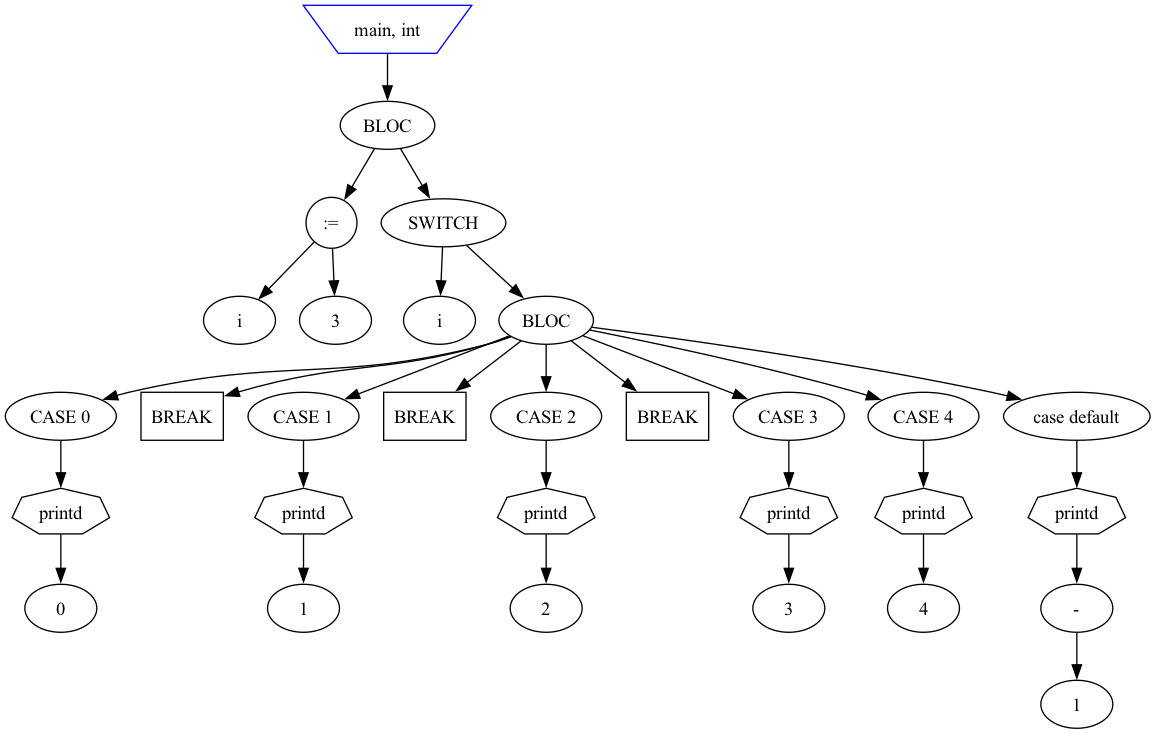 main, int
BLOC
:=
SWITCH
i
3
i
BLOC
CASE 0
BREAK
CASE 1
BREAK
CASE 2
BREAK
CASE 3
CASE 4
case default
printd
printd
printd
printd
printd
printd
0
1
2
3
4
-
1